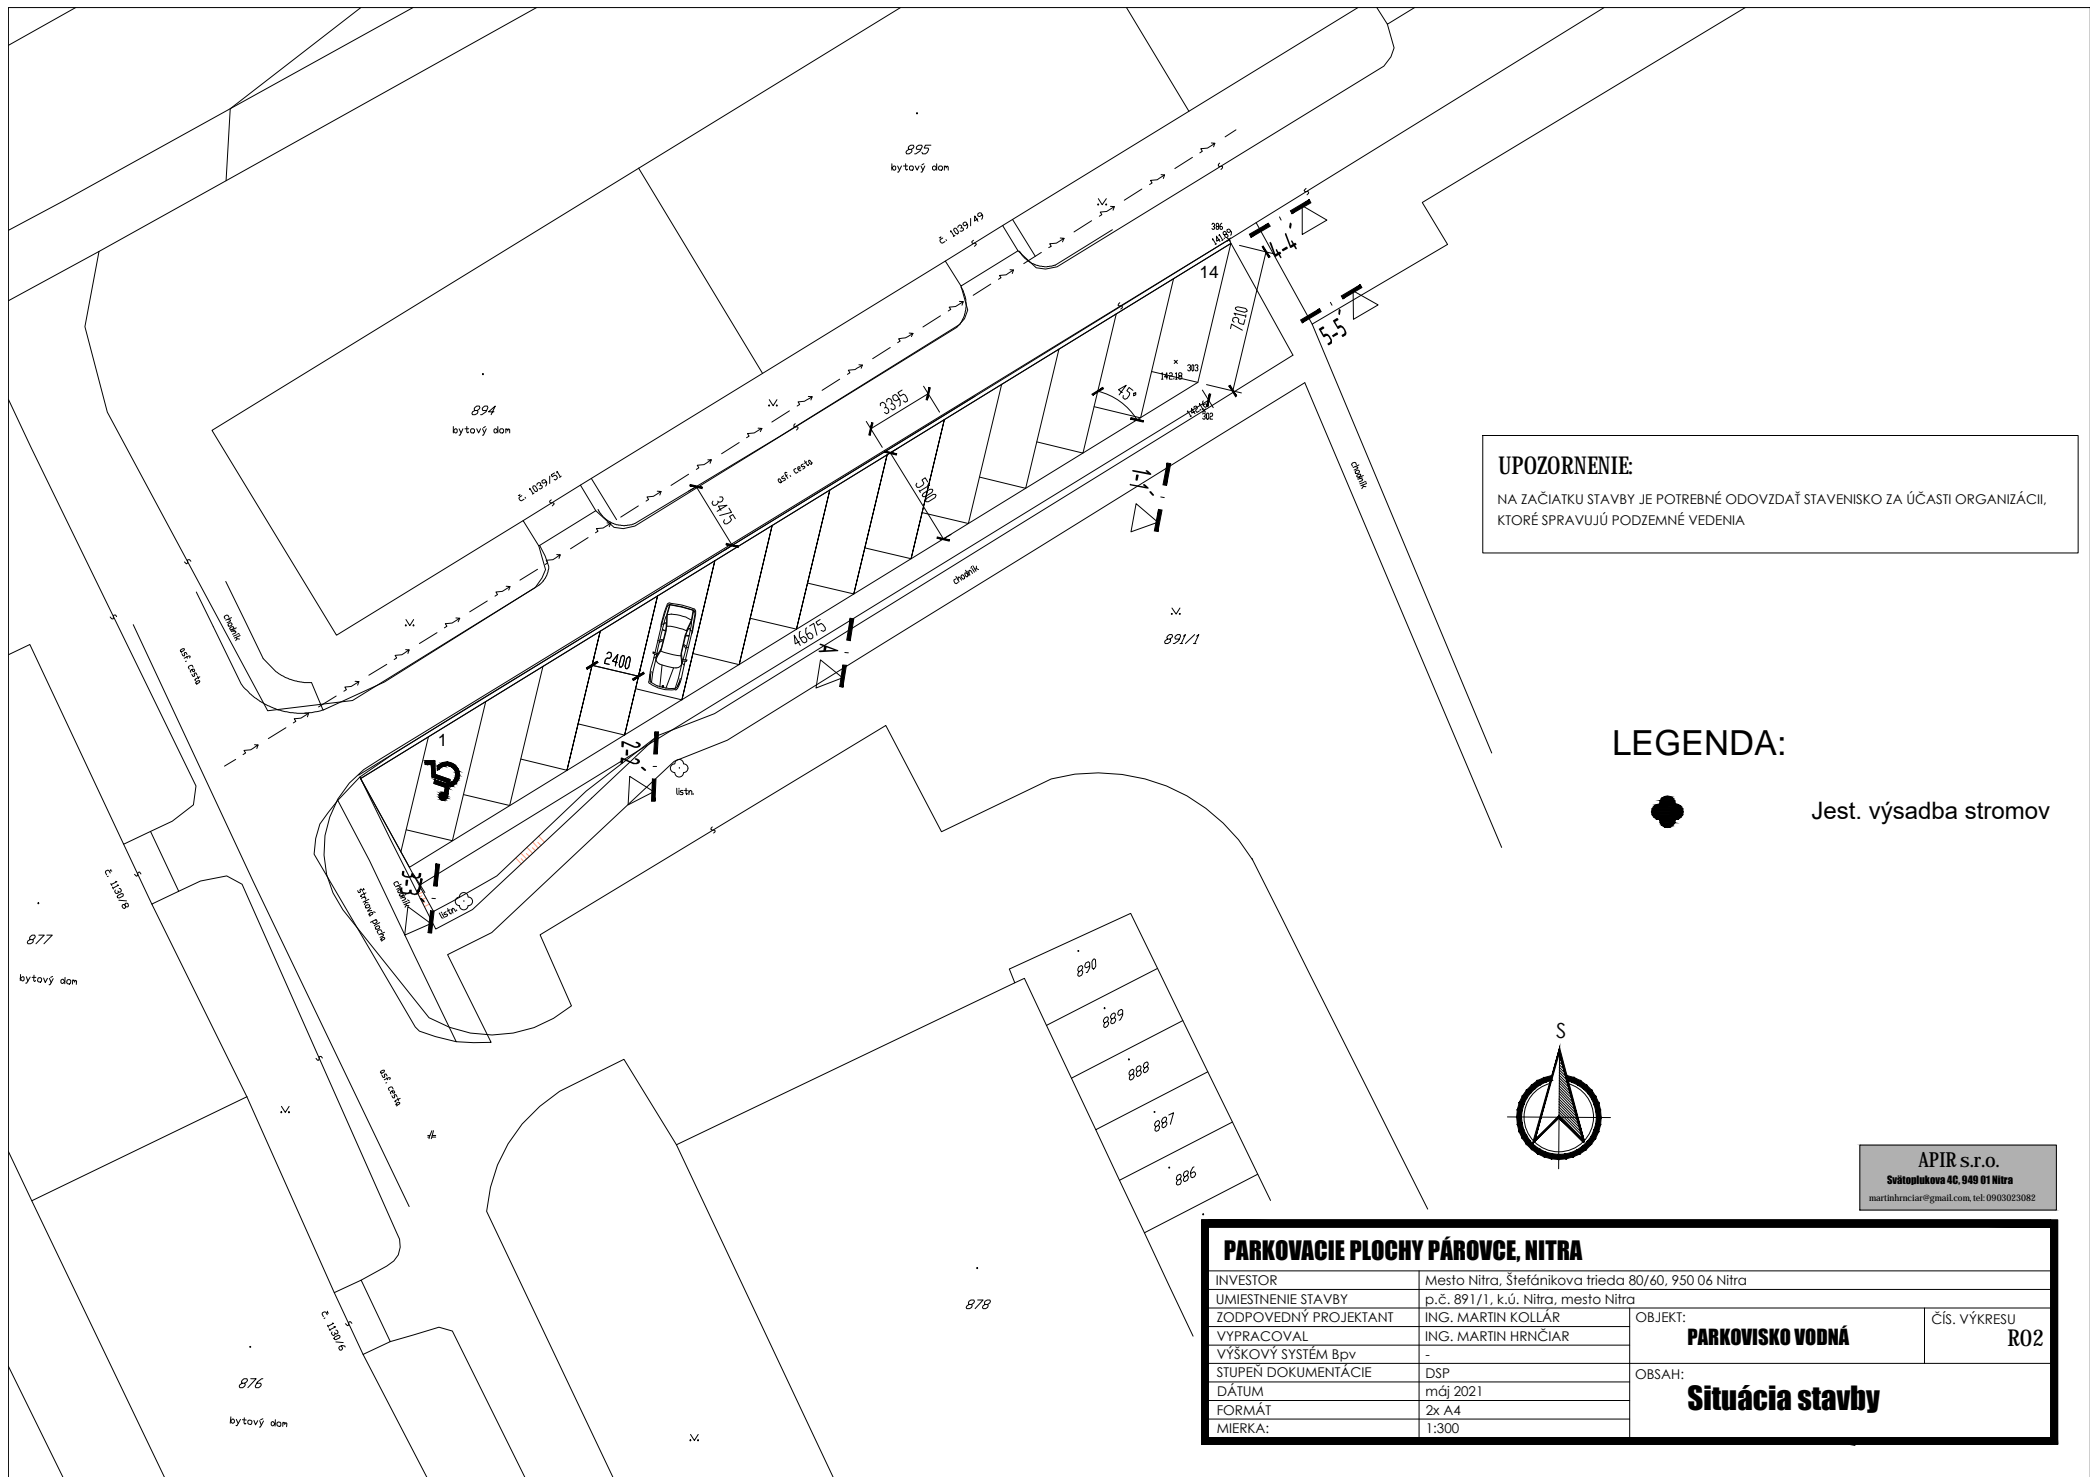 895
bytový dom
č. 1039/49
386
141.89
4-4'
14
7210
5-5'
303
142.18
302
45°
3395
894
bytový dom
č. 1039/51
asf. cesta
3475
5100
1-1'
chodník
UPOZORNENIE:
NA ZAČIATKU STAVBY JE POTREBNÉ ODOVZDAŤ STAVENISKO ZA ÚČASTI ORGANIZÁCII,
KTORÉ SPRAVUJÚ PODZEMNÉ VEDENIA
chodník
891/1
46675
A
2400
chodník
asf. cesta
1
2-2'
listn.
LEGENDA:
Jest. výsadba stromov
chodník
listn.
štrková plocha
č. 1130/8
877
bytový dom
890
889
888
887
886
asf. cesta
S
878
č. 1130/6
876
bytový dom
APIR s.r.o.
Svätoplukova 4C, 949 01 Nitra
martinhrnciar@gmail.com, tel: 0903023082
PARKOVACIE PLOCHY PÁROVCE, NITRA
INVESTOR Mesto Nitra, Štefánikova trieda 80/60, 950 06 Nitra
UMIESTNENIE STAVBY p.č. 891/1, k.ú. Nitra, mesto Nitra
ZODPOVEDNÝ PROJEKTANT ING. MARTIN KOLLÁR
VYPRACOVAL ING. MARTIN HRNČIAR
VÝŠKOVÝ SYSTÉM Bpv -
STUPEŇ DOKUMENTÁCIE DSP
DÁTUM máj 2021
FORMÁT 2x A4
MIERKA: 1:300
OBJEKT:
PARKOVISKO VODNÁ
ČÍS. VÝKRESU
R02
OBSAH:
Situácia stavby